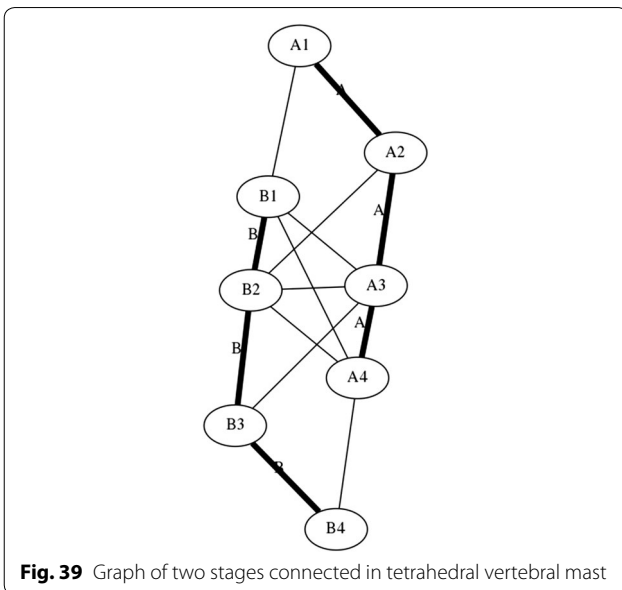 A1
A
A2
B1
A
B
A3
B2
A
B
A4
B3
B
B4
Fig. 39 Graph of two stages connected in tetrahedral vertebral mast